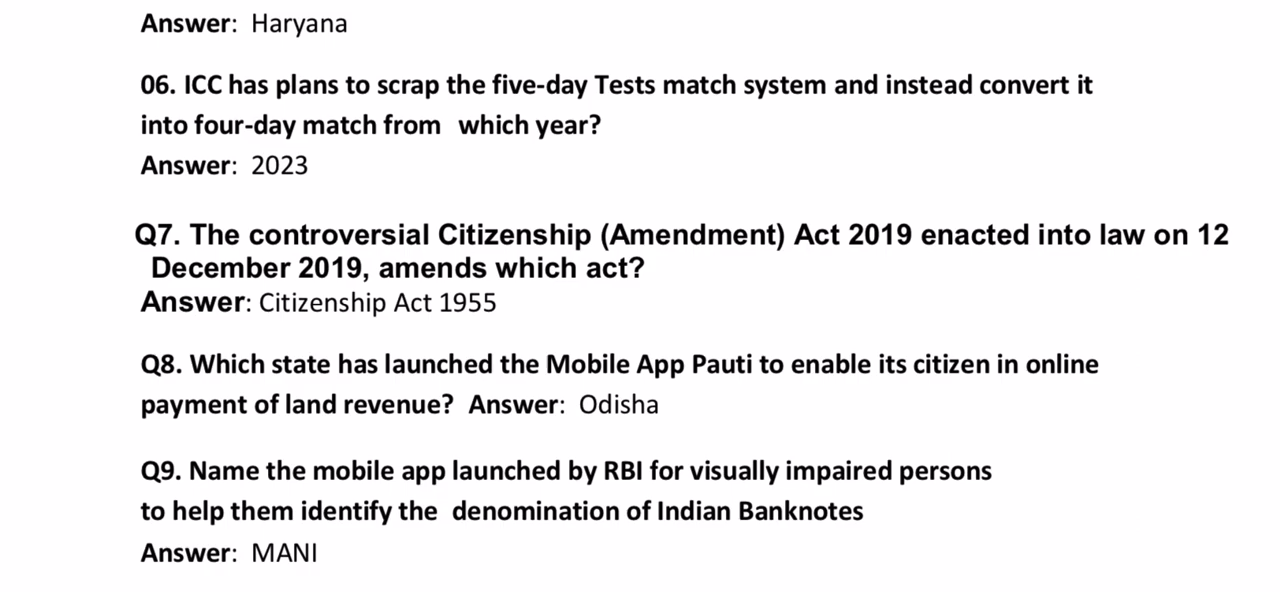 Answer: Haryana
06. ICC has plans to scrap the five-day Tests match system and instead convert it
into four-day match from which year?
Answer: 2023
Q7. The controversial Citizenship (Amendment) Act 2019 enacted into law on 12
December 2019, amends which act?
Answer: Citizenship Act 1955
Q8. Which state has launched the Mobile App Pauti to enable its citizen in online
payment of land revenue? Answer: Odisha
Q9. Name the mobile app launched by RBI for visually impaired persons
to help them identify the denomination of Indian Banknotes
Answer: MANI